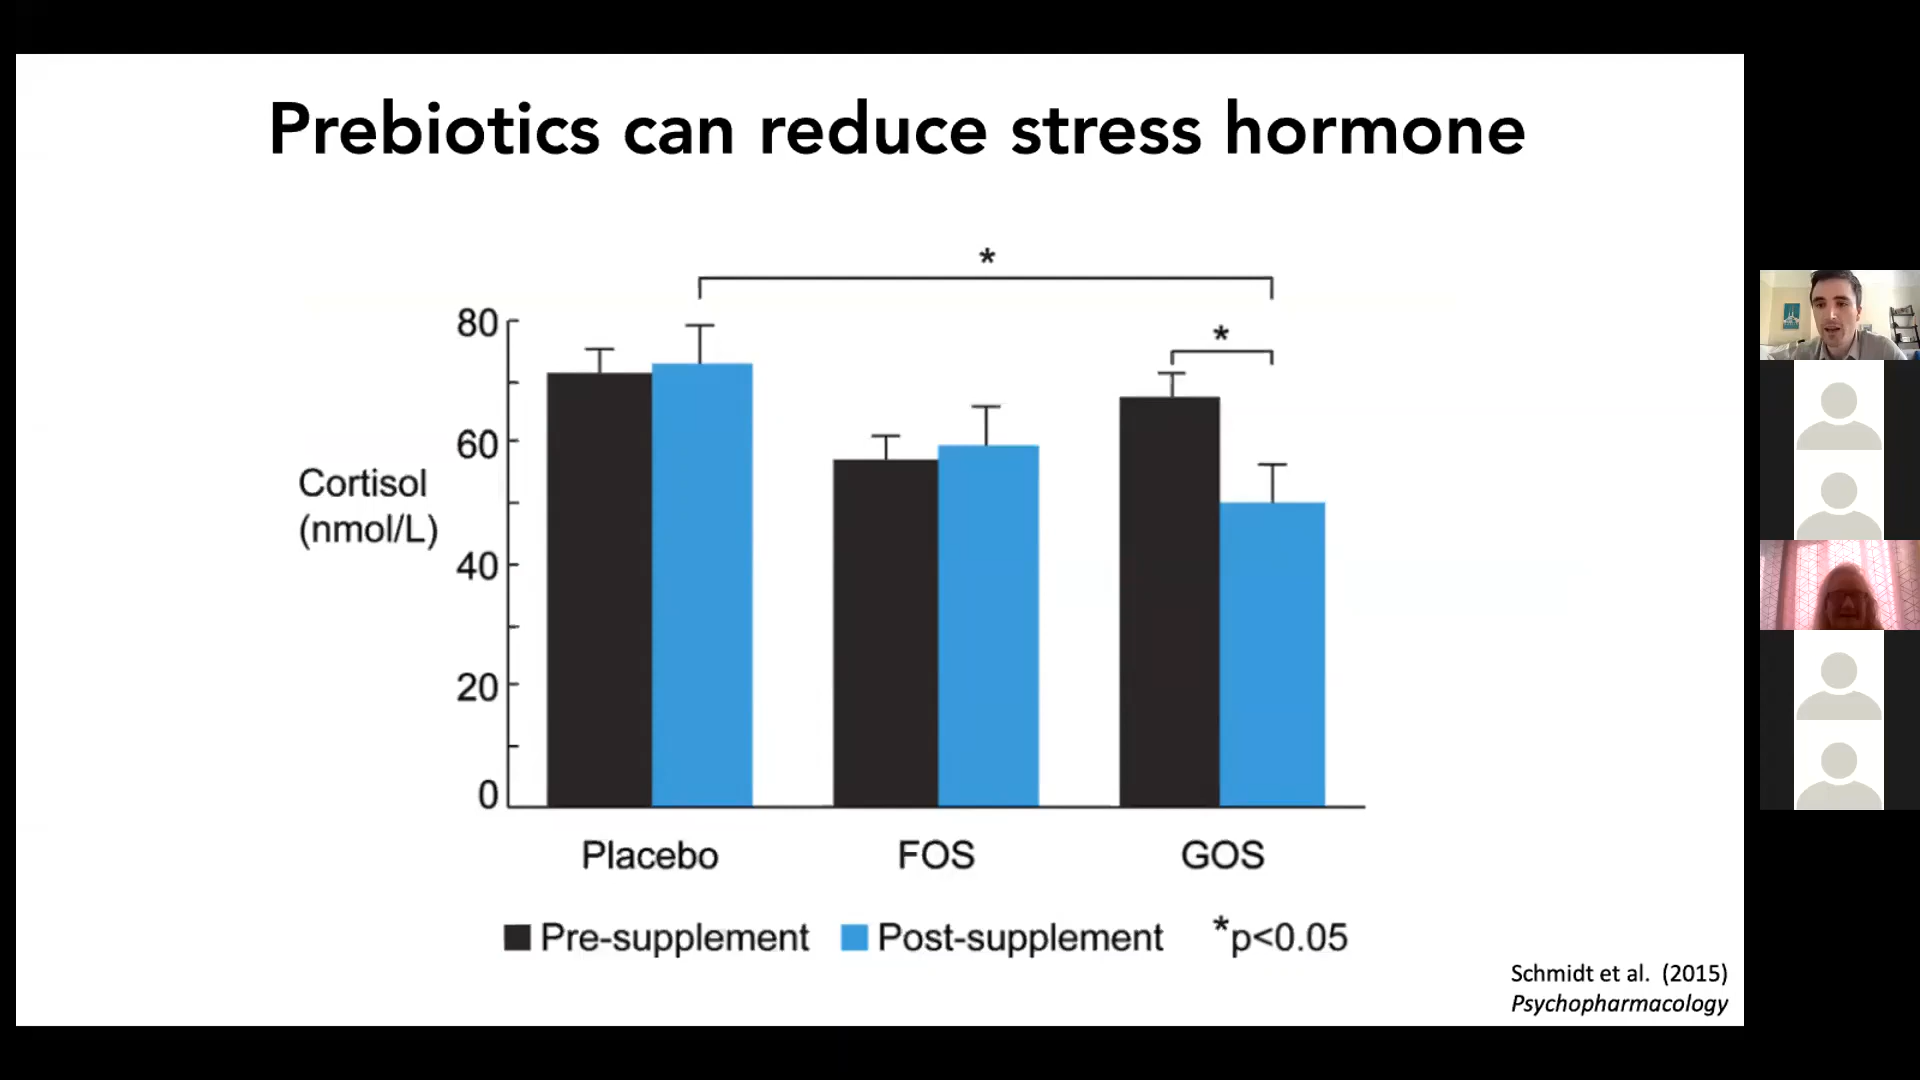 Prebiotics can reduce stress hormone
*
*
80
60
40
20
0
Cortisol
(nmol/L)
Placebo FOS GOS
Pre-supplement Post-supplement *p<0.05
Schmidt et al. (2015)
Psychopharmacology